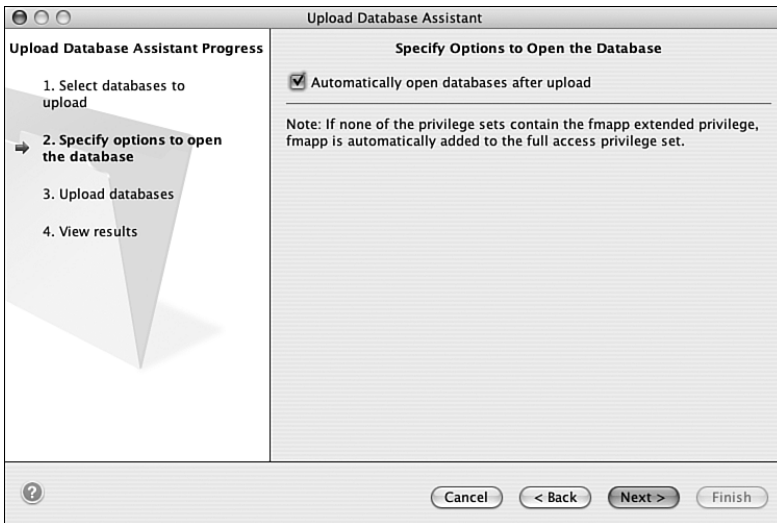 Upload Database Assistant
Upload Database Assistant Progress
1. Select databases to
upload
2. Specify options to open
the database
3. Upload databases
4. View results
Specify Options to Open the Database
Automatically open databases after upload
Note: If none of the privilege sets contain the fmapp extended privilege,
fmapp is automatically added to the full access privilege set.
?
Cancel
< Back
Next >
Finish